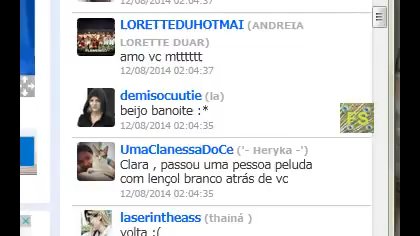 12/08/2014 02:04:37
LORETTEDUHOTMAI (ANDREIA
LORETTE DUAR)
amo vc mtttttt
12/08/2014 02:04:37
demisocuutie (la)
beijo banoite :*
12/08/2014 02:04:35
UmaClanessaDoCe ('- Heryka -')
Clara , passou uma pessoa peluda
com lençol branco atrás de vc
12/08/2014 02:04:35
laserintheass (thainá )
volta :(